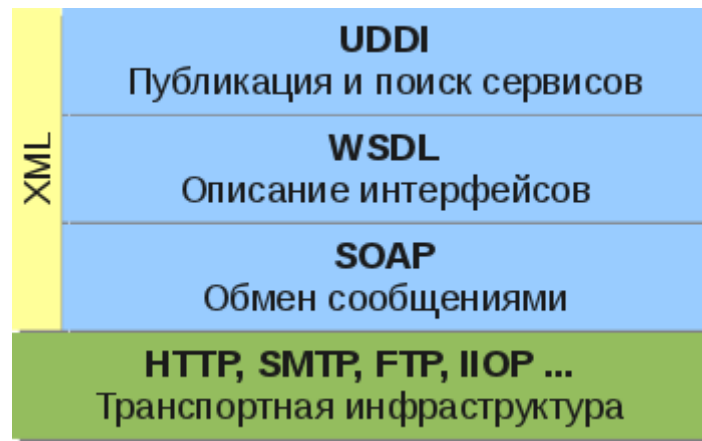 XML
UDDI
Публикация и поиск сервисов
WSDL
Описание интерфейсов
SOAP
Обмен сообщениями
HTTP, SMTP, FTP, IIOP ...
Транспортная инфраструктура